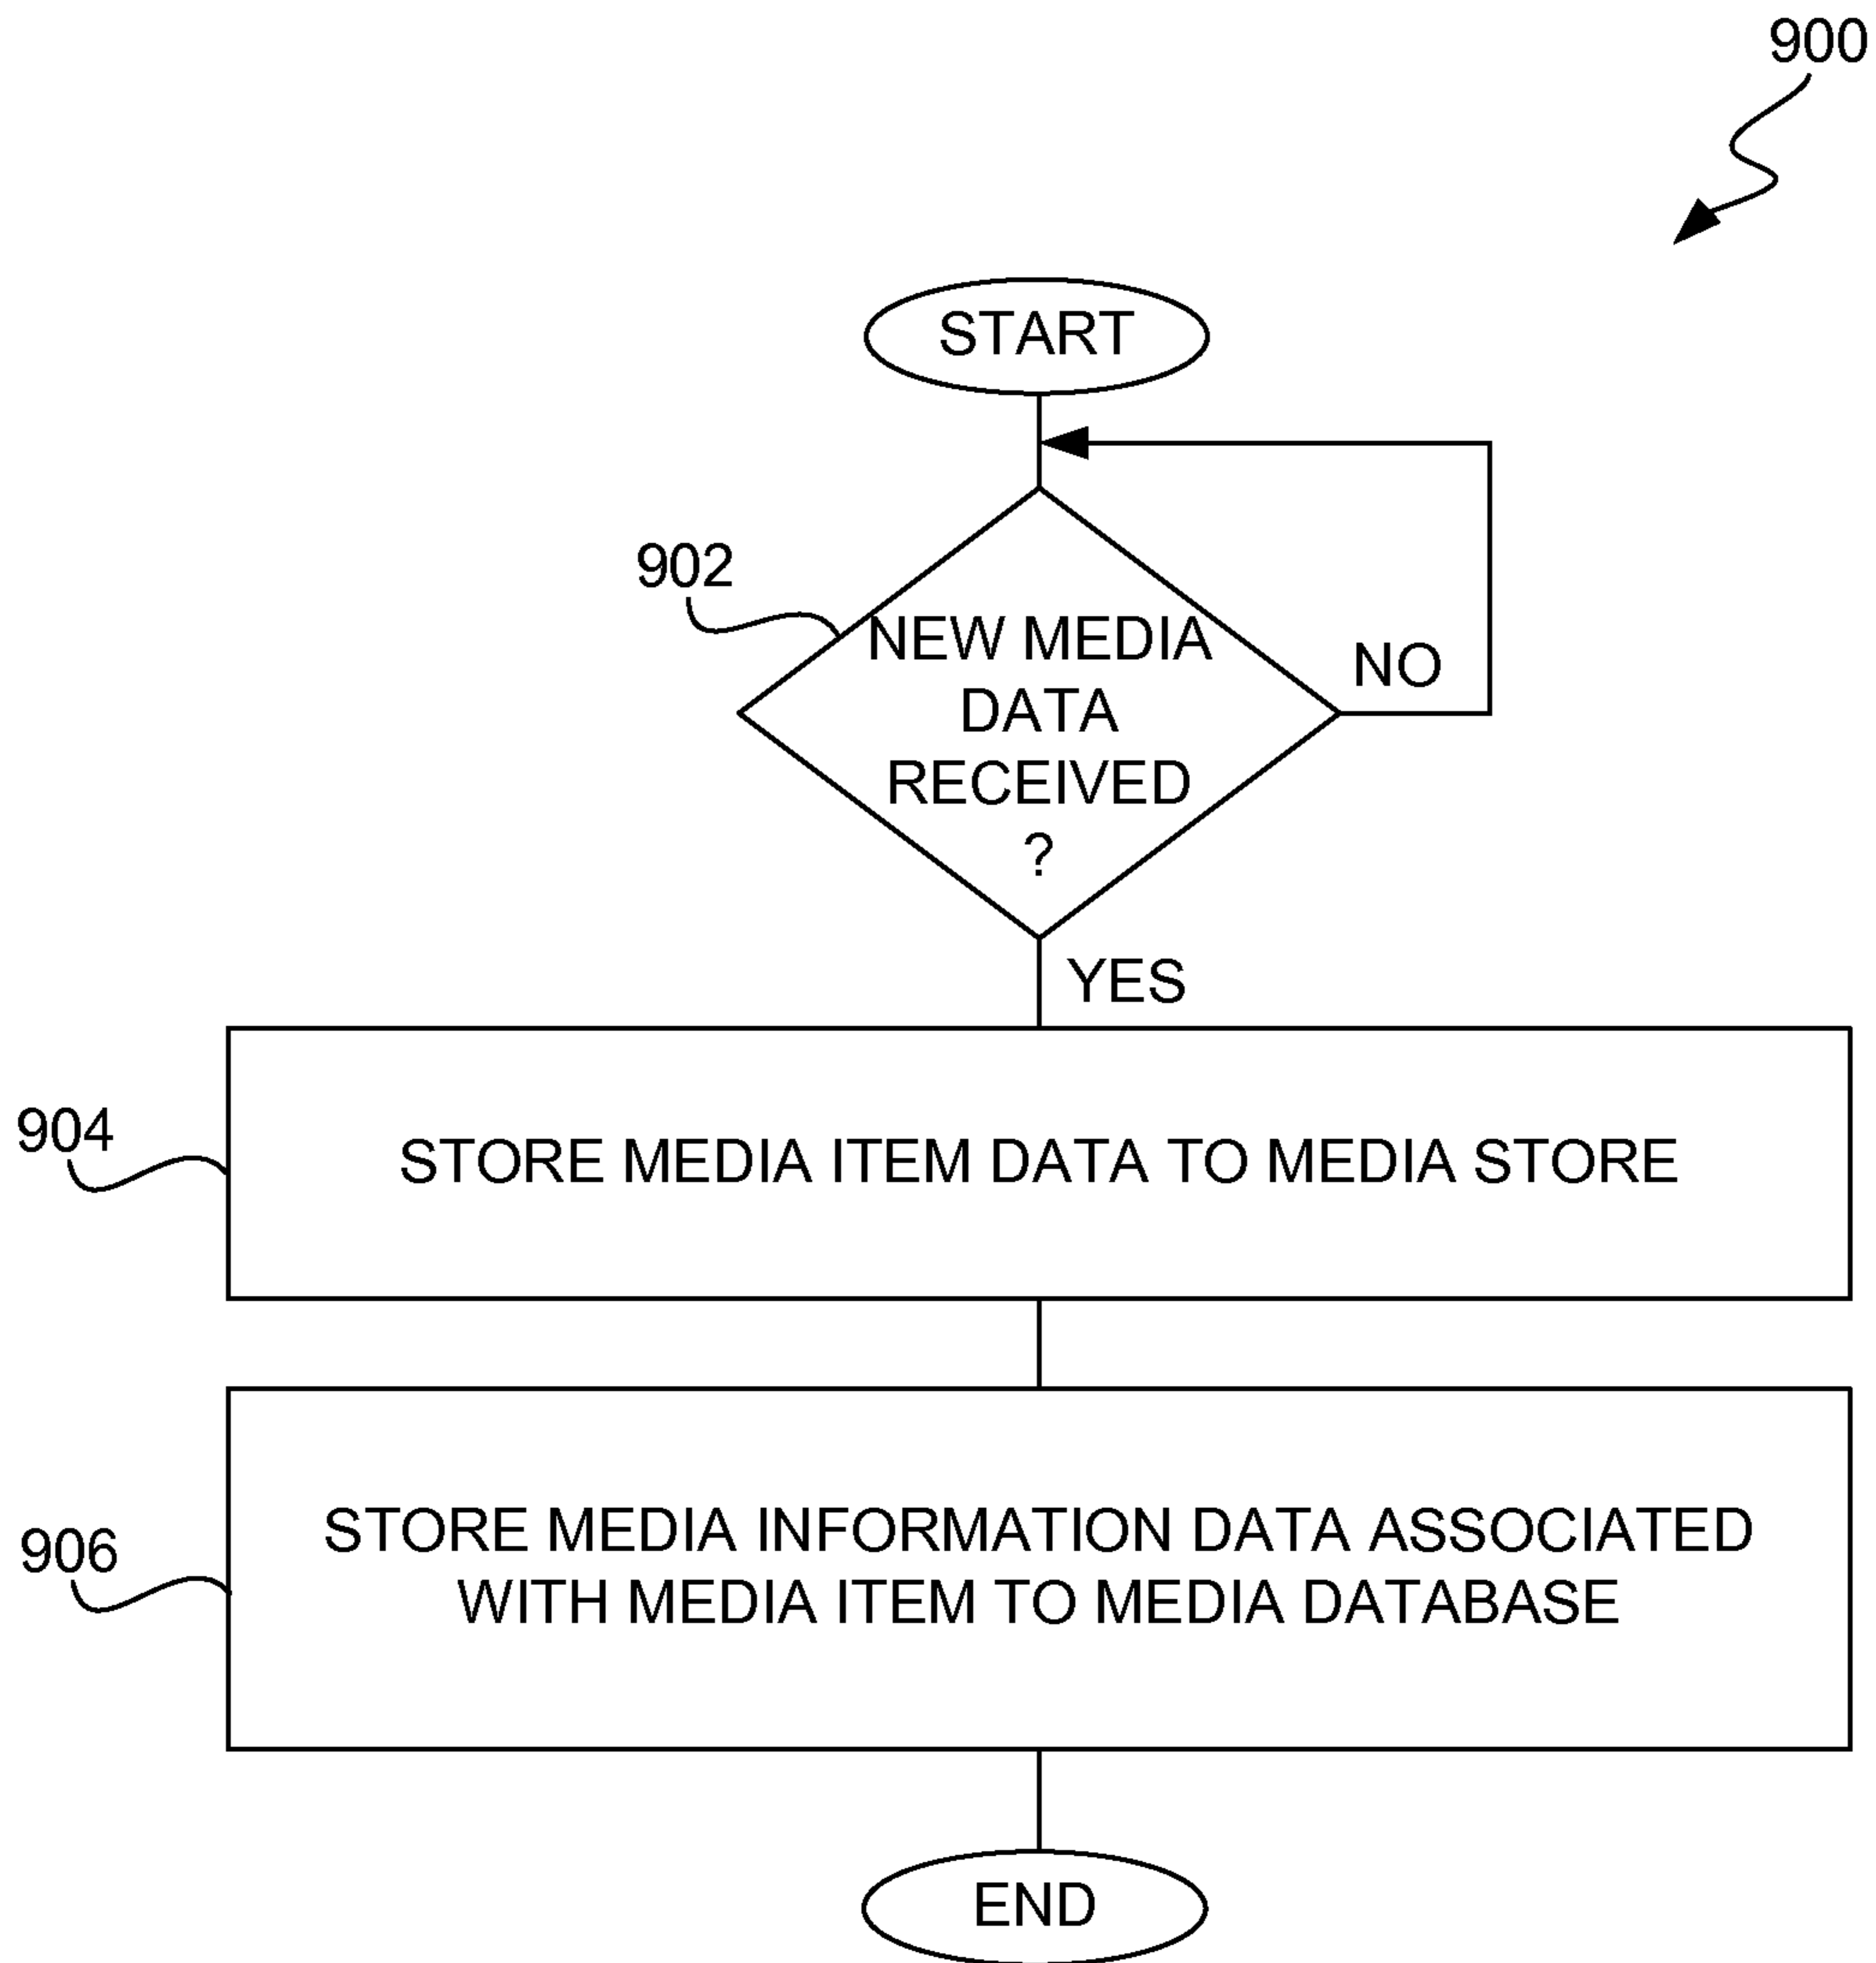 900
START
902
NEW MEDIA
DATA
RECEIVED
?
NO
YES
904
STORE MEDIA ITEM DATA TO MEDIA STORE
906
STORE MEDIA INFORMATION DATA ASSOCIATED
WITH MEDIA ITEM TO MEDIA DATABASE
END